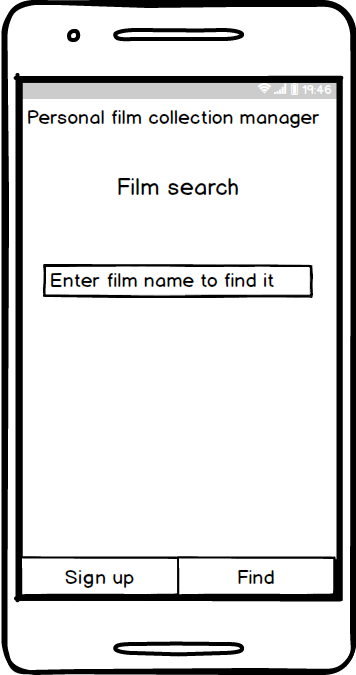 19:46
Personal film collection manager
Film search
Enter film name to find it
Sign up
Find